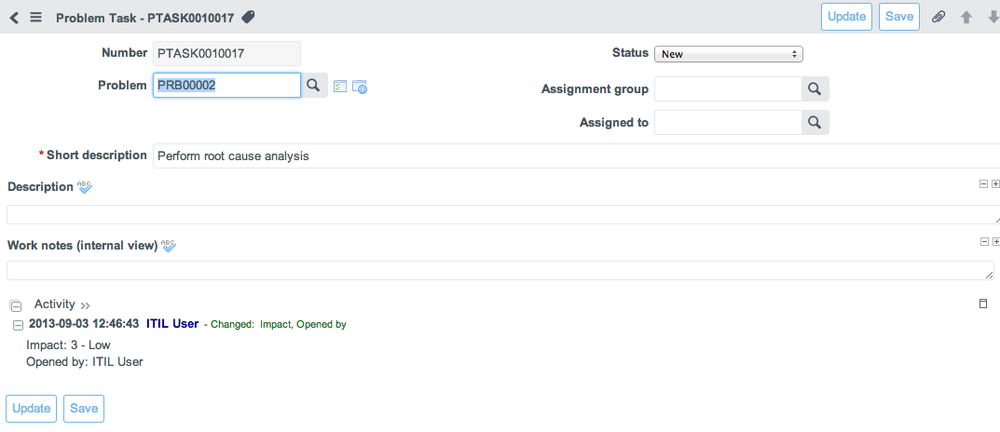 Problem Task - PTASK0010017 Update Save
Number PTASK0010017 Status New
Problem PRB00002
Assignment group
Assigned to
* Short description Perform root cause analysis
Description ABC
Work notes (internal view) ABC
Activity »
2013-09-03 12:46:43 ITIL User - Changed: Impact, Opened by
Impact: 3 - Low
Opened by: ITIL User
Update Save